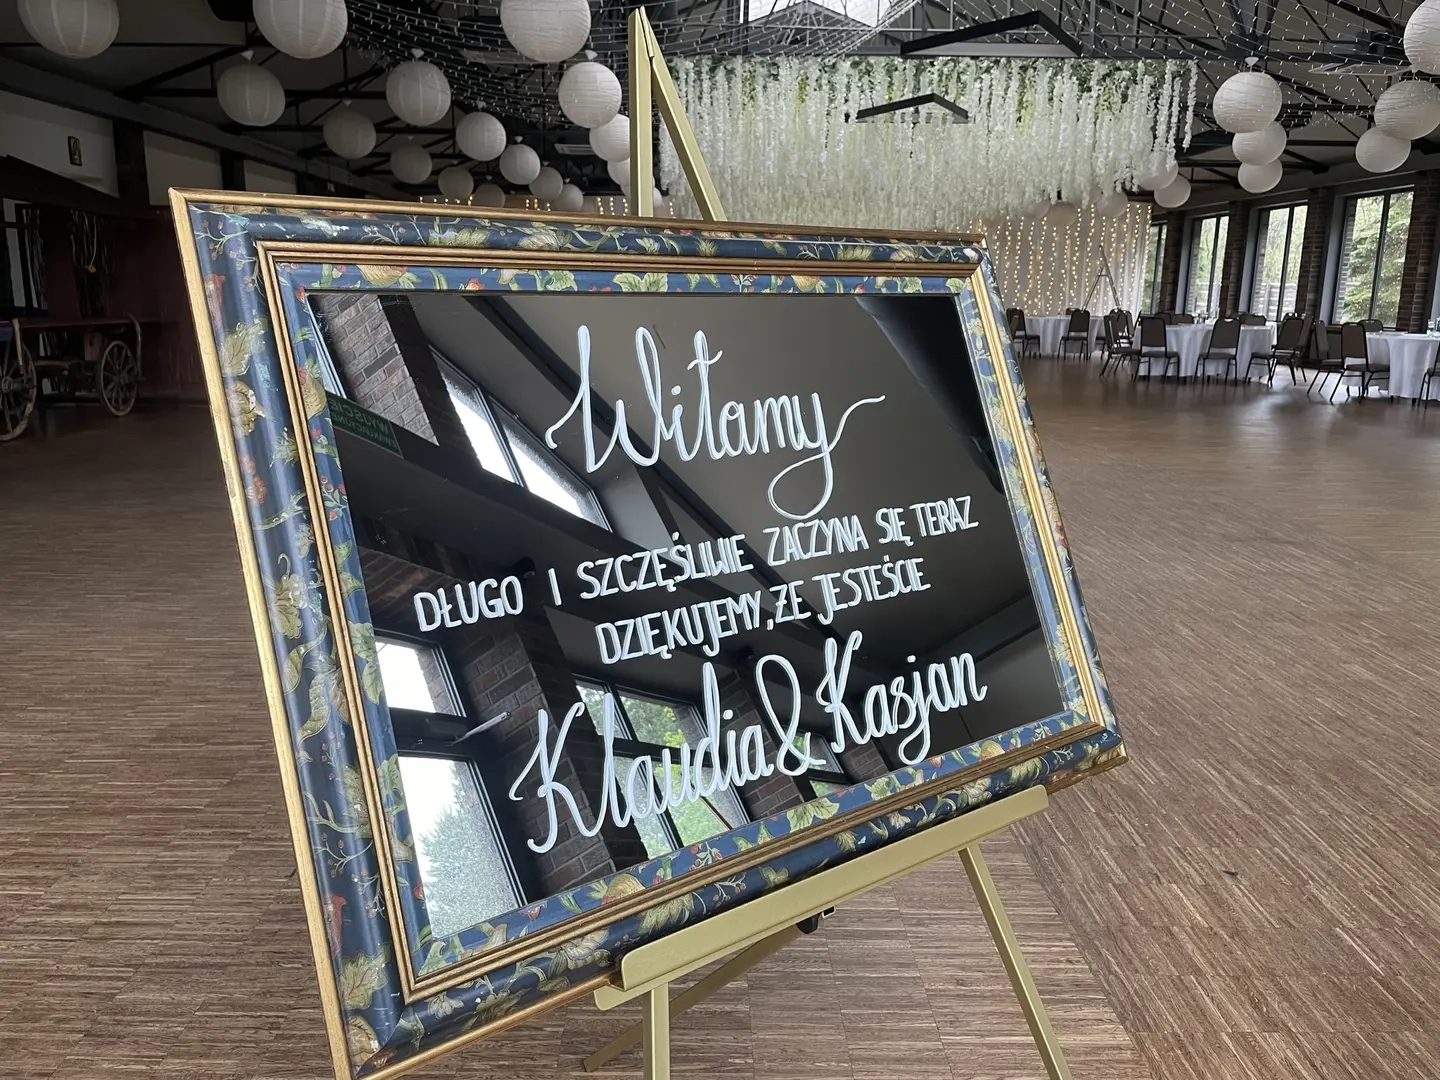 Witamy
DŁUGO I SZCZĘŚLIWIE ZACZYNA SIĘ TERAZ
DZIĘKUJEMY, ŻE JESTEŚCIE
Klaudia & Kasjan